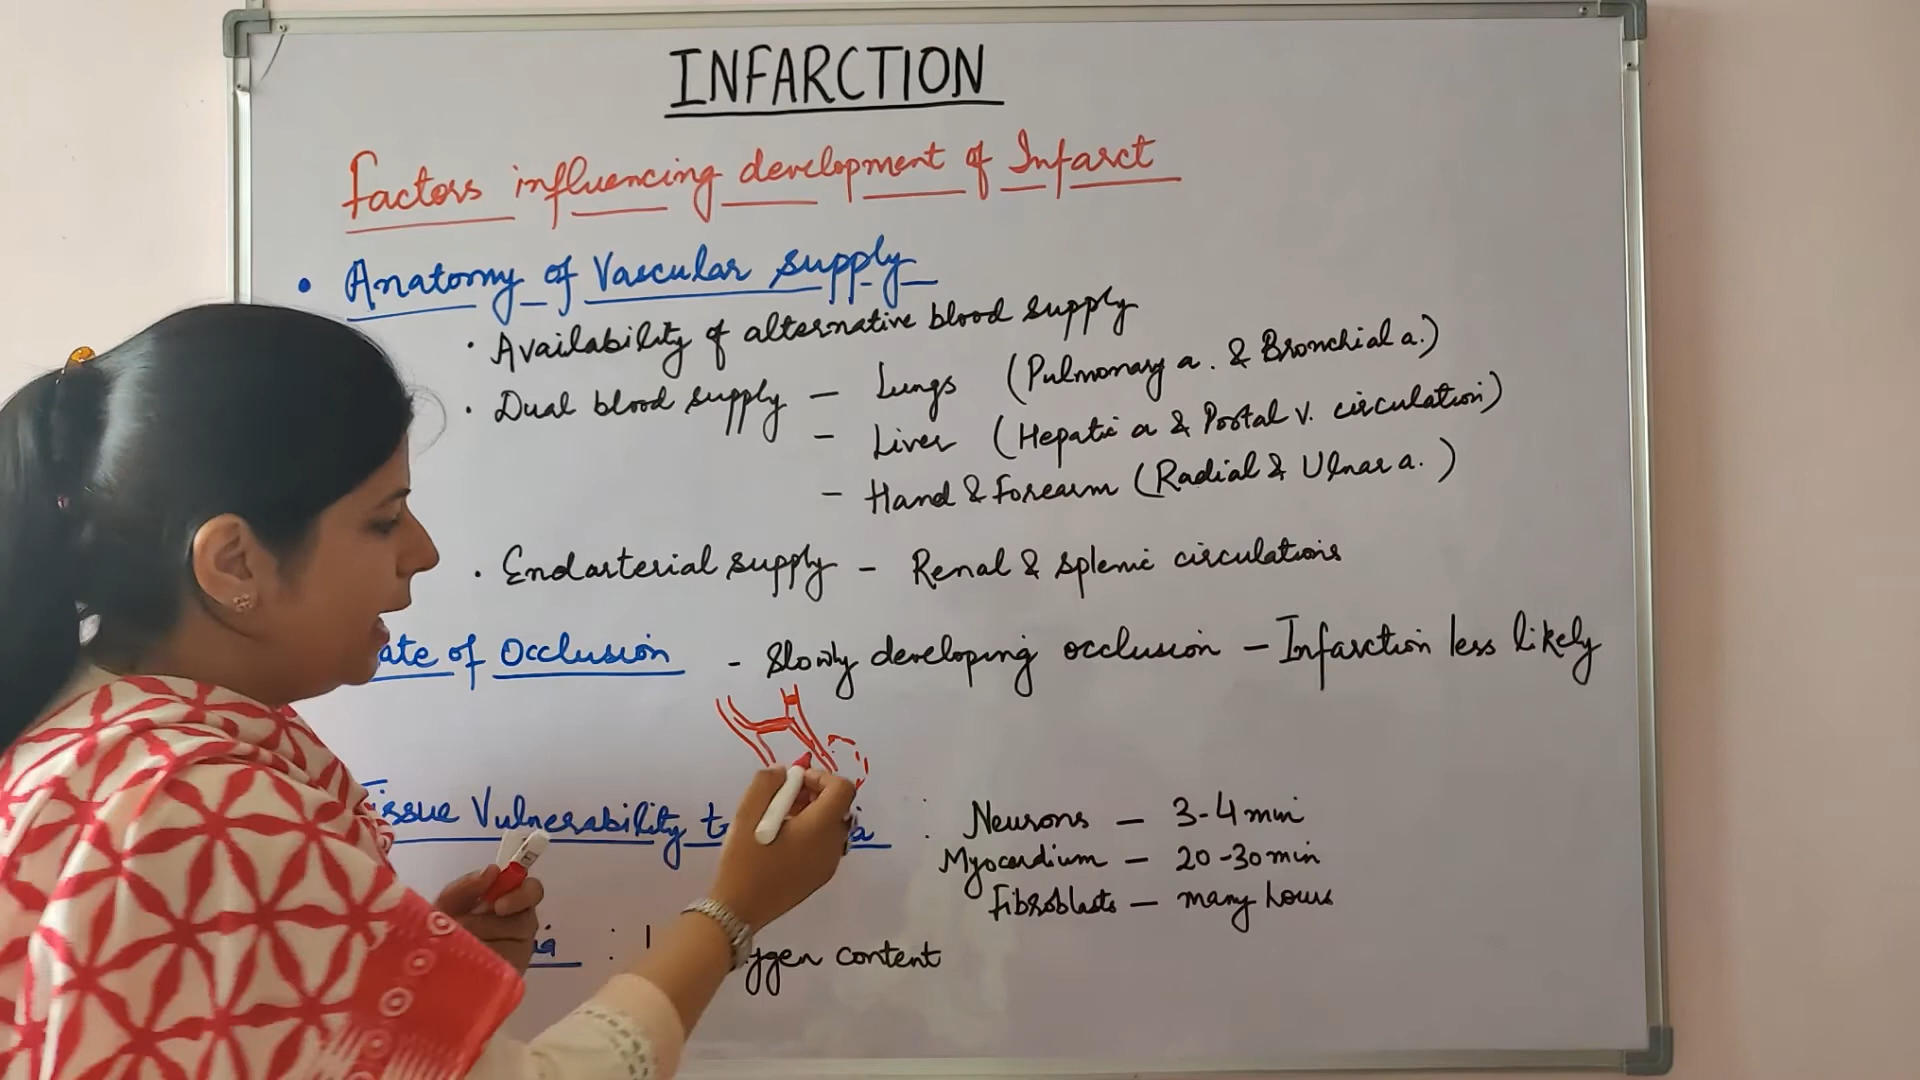 INFARCTION
Factors influencing development of Infarct
• Anatomy of Vascular supply
· Availability of alternative blood supply
· Dual blood supply – Lungs (Pulmonary a. & Bronchial a.)
– Liver (Hepatic a & Portal v. circulation)
– Hand & Forearm (Radial & Ulnar a.)
· Endarterial supply – Renal & splenic circulations
ate of Occlusion - Slowly developing occlusion – Infarction less likely
Tissue Vulnerability : Neurons – 3-4 min
Myocardium – 20-30 min
Fibroblasts – many hours
: content